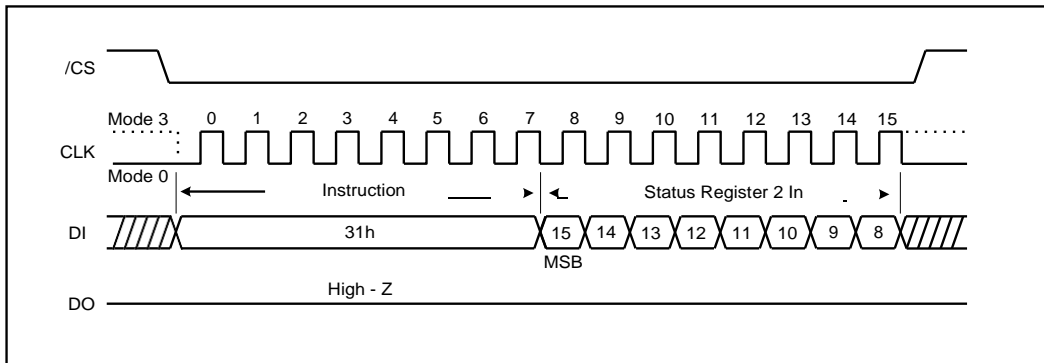 /CS
Mode 3 0 1 2 3 4 5 6 7 8 9 10 11 12 13 14 15
CLK
Mode 0
Instruction Status Register 2 In
DI 31h 15 14 13 12 11 10 9 8
MSB
High - Z
DO